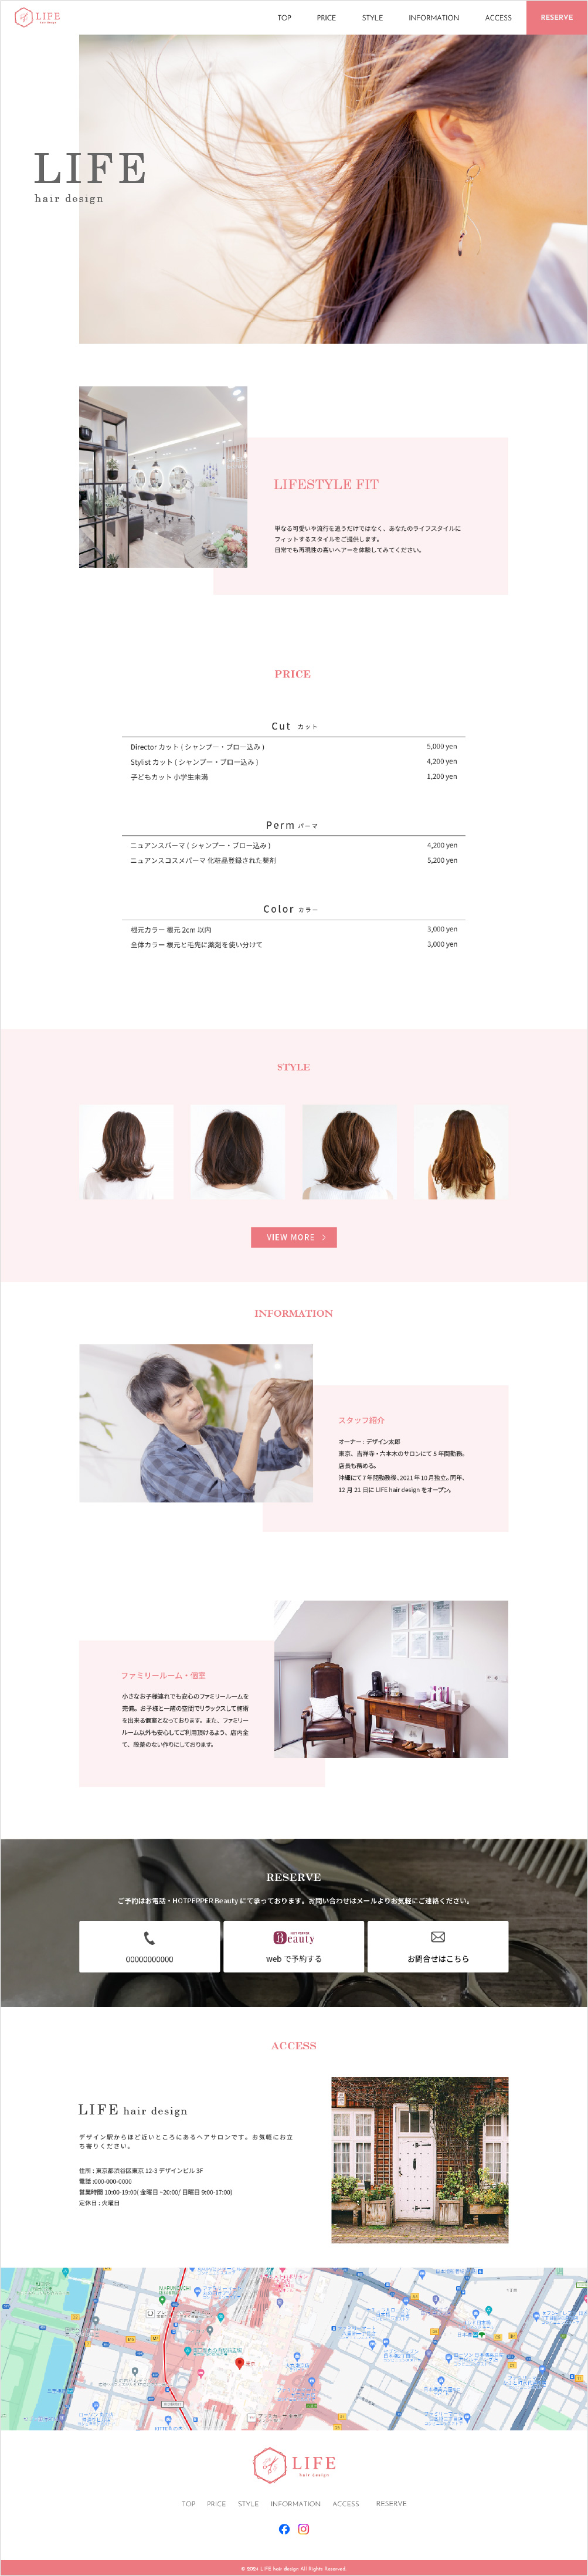 LIFE
hair design
TOP
PRICE
STYLE
INFORMATION
ACCESS
RESERVE
LIFE
hair design
LIFESTYLE FIT
単なる可愛いや流行を追うだけではなく、あなたのライフスタイルに
フィットするスタイルをご提供します。
日常でも再現性の高いヘアーを体験してみてください。
PRICE
Cut カット
Director カット ( シャンプー・ブロー込み ) 5,000 yen
Stylist カット ( シャンプー・ブロー込み ) 4,200 yen
子どもカット 小学生未満 1,200 yen
Perm パーマ
ニュアンスパーマ ( シャンプー・ブロー込み ) 4,200 yen
ニュアンスコスメパーマ 化粧品登録された薬剤 5,200 yen
Color カラー
根元カラー 根元 2cm 以内 3,000 yen
全体カラー 根元と毛先に薬剤を使い分けて 3,000 yen
STYLE
VIEW MORE
INFORMATION
スタッフ紹介
オーナー : デザイン太郎
東京、吉祥寺・六本木のサロンにて 5 年間勤務。
店長も務める。
沖縄にて 7 年間勤務後、2021 年 10 月独立。同年、
12 月 21 日に LIFE hair design をオープン。
ファミリールーム・個室
小さなお子様連れでも安心のファミリールームを
完備。お子様と一緒の空間でリラックスして施術
を出来る個室となっております。また、ファミリー
ルーム以外も安心してご利用頂けるよう、店内全
て、段差のない作りにしております。
RESERVE
ご予約はお電話・HOTPEPPER Beauty にて承っております。お問い合わせはメールよりお気軽にご連絡ください。
00000000000
HOT PEPPER
Beauty
web で予約する
お問合せはこちら
ACCESS
LIFE hair design
デザイン駅からほど近いところにあるヘアサロンです。お気軽にお立
ち寄りください。
住所 : 東京都渋谷区東京 12-3 デザインビル 3F
電話 :000-000-0000
営業時間 10:00-19:00( 金曜日 ~20:00/ 日曜日 9:00-17:00)
定休日 : 火曜日
LIFE
hair design
TOP
PRICE
STYLE
INFORMATION
ACCESS
RESERVE
© 2021 LIFE hair design All Rights Reserved.